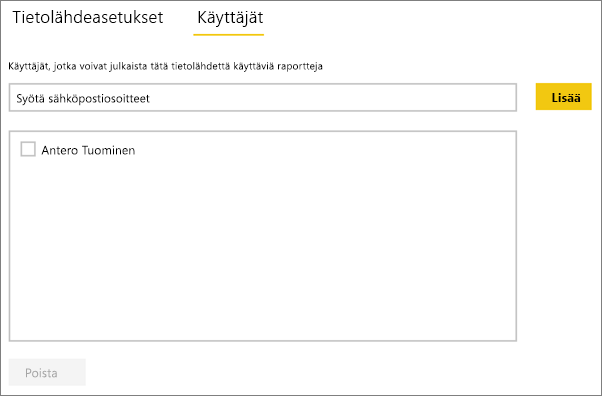 Tietolähdeasetukset Käyttäjät
Käyttäjät, jotka voivat julkaista tätä tietolähdettä käyttäviä raportteja
Syötä sähköpostiosoitteet Lisää
Antero Tuominen
Poista